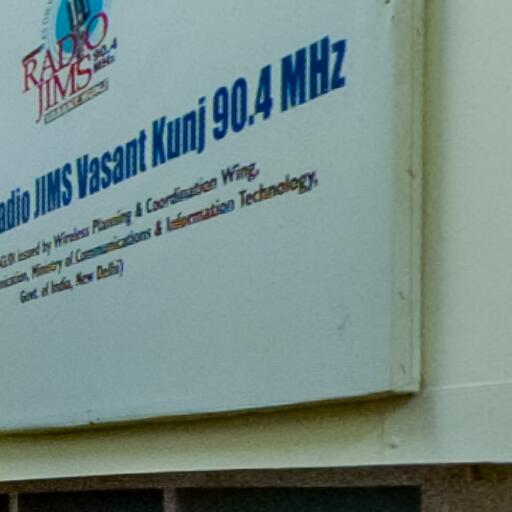 RADIO
JIMS
90.4
MHz
adio JIMS Vasant Kunj 90.4 MHz
issued by Wireless Planning & Coordination Wing,
nication, Ministry of Communications & Information Technology,
Govt. of India, New Delhi)